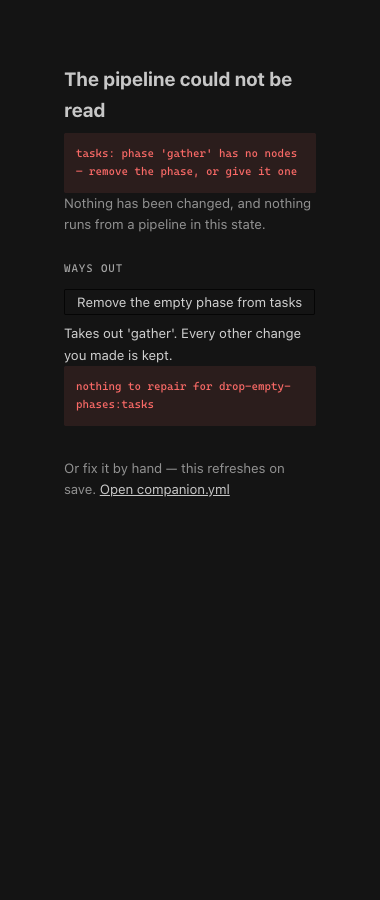 The pipeline could not be
read
tasks: phase 'gather' has no nodes
— remove the phase, or give it one
Nothing has been changed, and nothing
runs from a pipeline in this state.
WAYS OUT
Remove the empty phase from tasks
Takes out 'gather'. Every other change
you made is kept.
nothing to repair for drop-empty-
phases:tasks
Or fix it by hand — this refreshes on
save. Open companion.yml